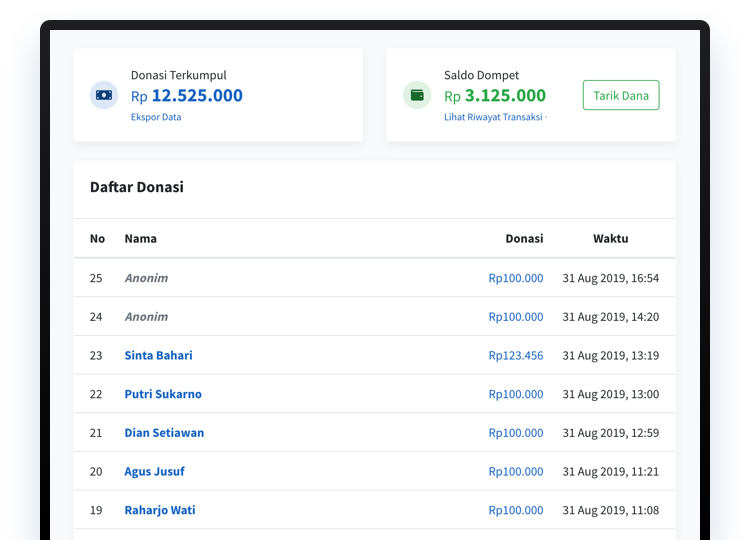 Donasi Terkumpul
Rp 12.525.000
Ekspor Data
Saldo Dompet
Rp 3.125.000
Lihat Riwayat Transaksi ·
Tarik Dana
Daftar Donasi
No Nama Donasi Waktu
25 Anonim Rp100.000 31 Aug 2019, 16:54
24 Anonim Rp100.000 31 Aug 2019, 14:20
23 Sinta Bahari Rp123.456 31 Aug 2019, 13:19
22 Putri Sukarno Rp100.000 31 Aug 2019, 13:00
21 Dian Setiawan Rp100.000 31 Aug 2019, 12:59
20 Agus Jusuf Rp100.000 31 Aug 2019, 11:21
19 Raharjo Wati Rp100.000 31 Aug 2019, 11:08